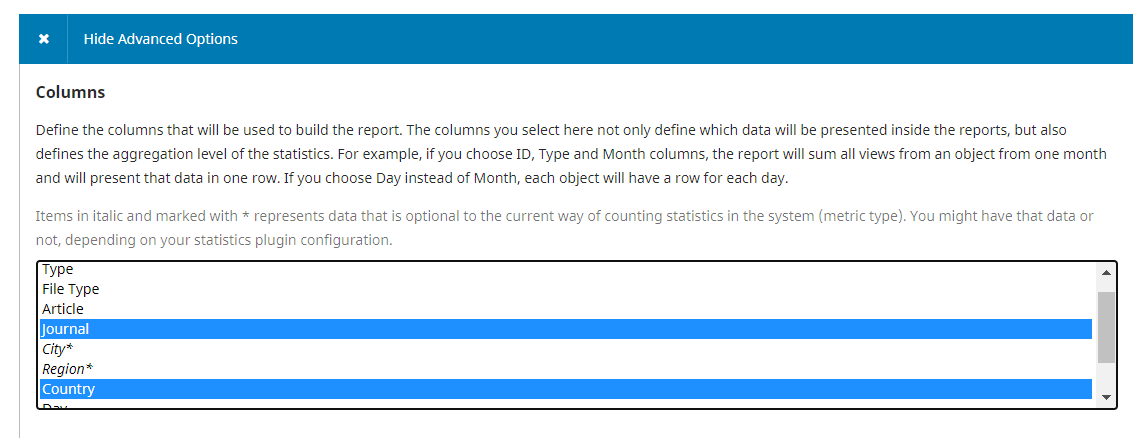 Hide Advanced Options
Columns
Define the columns that will be used to build the report. The columns you select here not only define which data will be presented inside the reports, but also
defines the aggregation level of the statistics. For example, if you choose ID, Type and Month columns, the report will sum all views from an object from one month
and will present that data in one row. If you choose Day instead of Month, each object will have a row for each day.
Items in italic and marked with * represents data that is optional to the current way of counting statistics in the system (metric type). You might have that data or
not, depending on your statistics plugin configuration.
Type
File Type
Article
Journal
City*
Region*
Country
Day